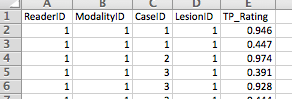 A B C D E
1 ReaderID ModalityID CaseID LesionID TP_Rating
2 1 1 1 1 0.946
3 1 1 1 1 0.447
4 1 1 2 1 0.974
5 1 1 3 1 0.391
6 1 1 3 1 0.928